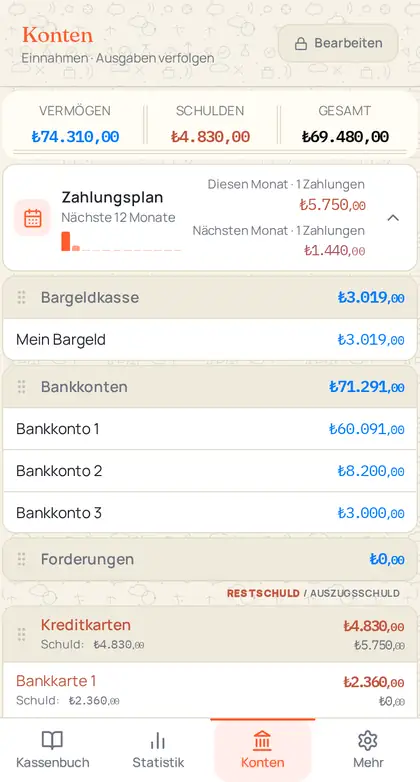 Konten
Einnahmen · Ausgaben verfolgen
Bearbeiten
VERMÖGEN
₺74.310,00
SCHULDEN
₺4.830,00
GESAMT
₺69.480,00
Zahlungsplan
Nächste 12 Monate
Diesen Monat · 1 Zahlungen
₺5.750,00
Nächsten Monat · 1 Zahlungen
₺1.440,00
Bargeldkasse ₺3.019,00
Mein Bargeld ₺3.019,00
Bankkonten ₺71.291,00
Bankkonto 1 ₺60.091,00
Bankkonto 2 ₺8.200,00
Bankkonto 3 ₺3.000,00
Forderungen ₺0,00
RESTSCHULD / AUSZUGSSCHULD
Kreditkarten ₺4.830,00
Schuld: ₺4.830,00 ₺5.750,00
Bankkarte 1 ₺2.360,00
Schuld: ₺2.360,00 ₺0,00
Kassenbuch
Statistik
Konten
Mehr